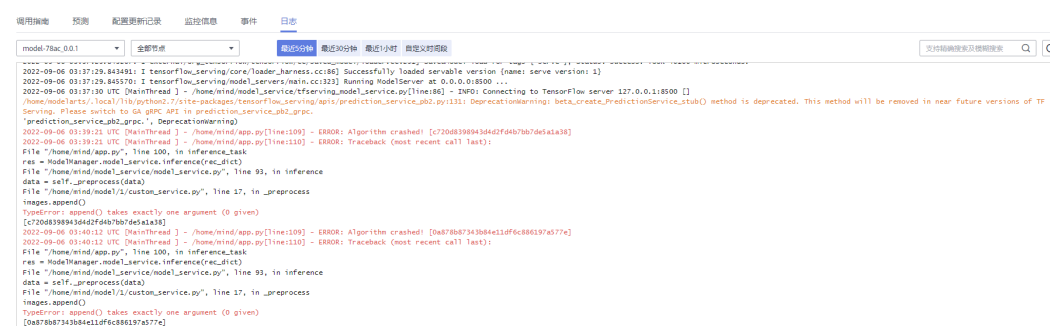 调用指南 预测 配置更新记录 监控信息 事件 日志
model-78ac_0.0.1 全部节点 最近5分钟 最近30分钟 最近1小时 自定义时间段 支持精确搜索及模糊搜索
2022-09-06 03:37:29.843491: I tensorflow_serving/core/loader_harness.cc:86] Successfully loaded servable version {name: serve version: 1}
2022-09-06 03:37:29.845570: I tensorflow_serving/model_servers/main.cc:323] Running ModelServer at 0.0.0.0:8500 ...
2022-09-06 03:37:30 UTC [MainThread ] - /home/mind/model_service/tfserving_model_service.py[line:86] - INFO: Connecting to TensorFlow server 127.0.0.1:8500 []
/home/modelarts/.local/lib/python2.7/site-packages/tensorflow_serving/apis/prediction_service_pb2.py:131: DeprecationWarning: beta_create_PredictionService_stub() method is deprecated. This method will be removed in near future versions of TF
Serving. Please switch to GA gRPC API in prediction_service_pb2_grpc.
'prediction_service_pb2_grpc.', DeprecationWarning)
2022-09-06 03:39:21 UTC [MainThread ] - /home/mind/app.py[line:109] - ERROR: Algorithm crashed! [c720d8398943d4d2fd4b7bb7de5a1a38]
2022-09-06 03:39:21 UTC [MainThread ] - /home/mind/app.py[line:110] - ERROR: Traceback (most recent call last):
File "/home/mind/app.py", line 100, in inference_task
res = ModelManager.model_service.inference(rec_dict)
File "/home/mind/model_service/model_service.py", line 93, in inference
data = self._preprocess(data)
File "/home/mind/model/1/custom_service.py", line 17, in _preprocess
images.append()
TypeError: append() takes exactly one argument (0 given)
[c720d8398943d4d2fd4b7bb7de5a1a38]
2022-09-06 03:40:12 UTC [MainThread ] - /home/mind/app.py[line:109] - ERROR: Algorithm crashed! [0a878b87343b84e11df6c886197a577e]
2022-09-06 03:40:12 UTC [MainThread ] - /home/mind/app.py[line:110] - ERROR: Traceback (most recent call last):
File "/home/mind/app.py", line 100, in inference_task
res = ModelManager.model_service.inference(rec_dict)
File "/home/mind/model_service/model_service.py", line 93, in inference
data = self._preprocess(data)
File "/home/mind/model/1/custom_service.py", line 17, in _preprocess
images.append()
TypeError: append() takes exactly one argument (0 given)
[0a878b87343b84e11df6c886197a577e]